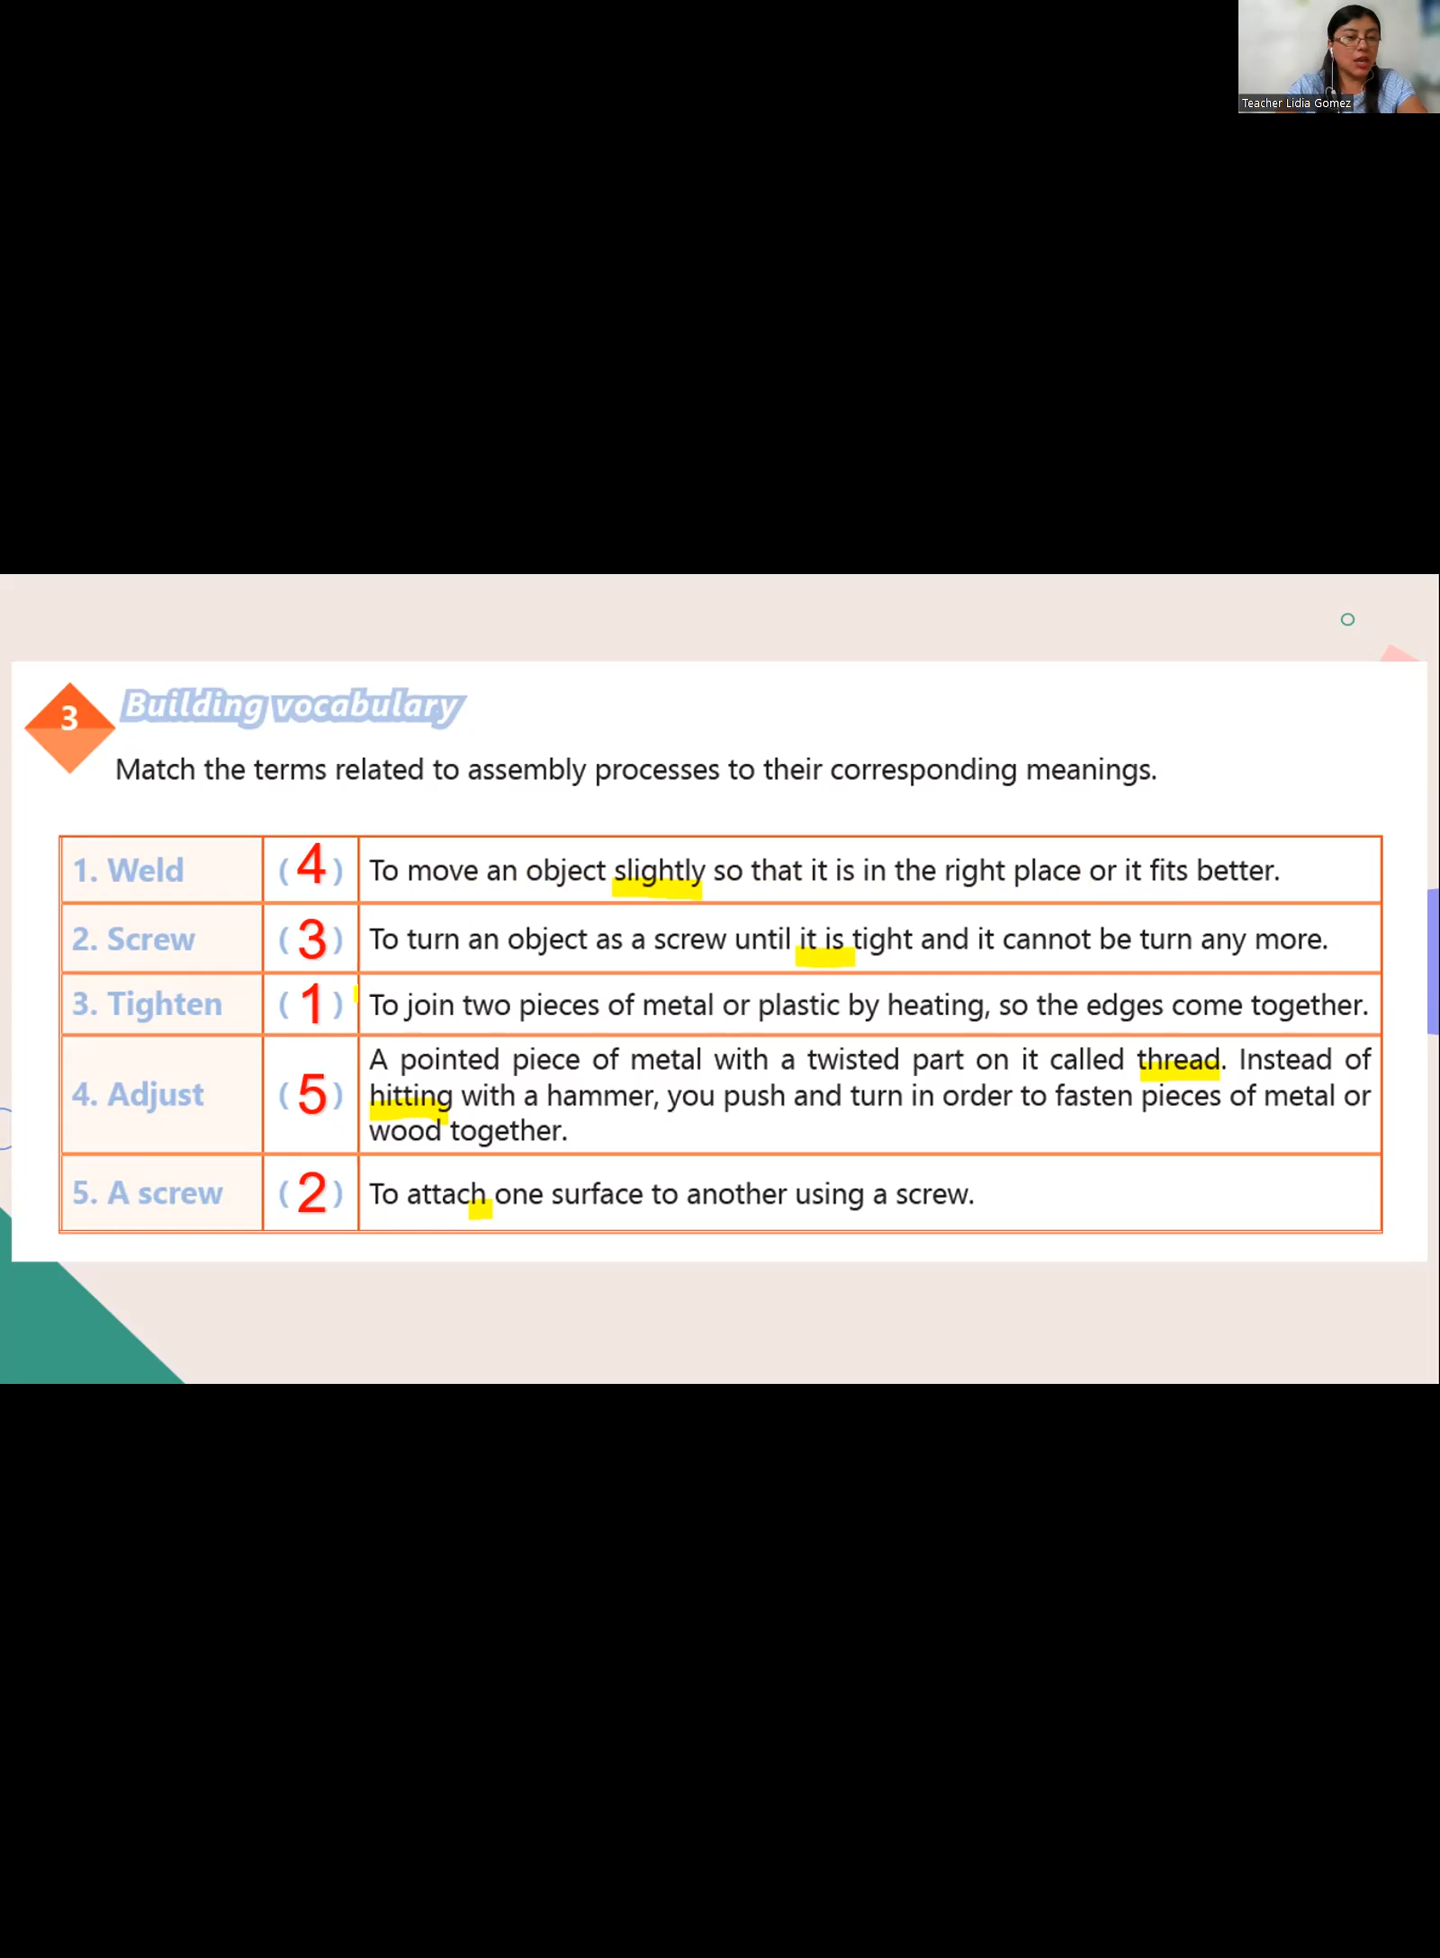 Teacher Lidia Gomez
3
Building vocabulary
Match the terms related to assembly processes to their corresponding meanings.
1. Weld (4) To move an object slightly so that it is in the right place or it fits better.
2. Screw (3) To turn an object as a screw until it is tight and it cannot be turn any more.
3. Tighten (1) To join two pieces of metal or plastic by heating, so the edges come together.
4. Adjust (5) A pointed piece of metal with a twisted part on it called thread. Instead of
hitting with a hammer, you push and turn in order to fasten pieces of metal or
wood together.
5. A screw (2) To attach one surface to another using a screw.